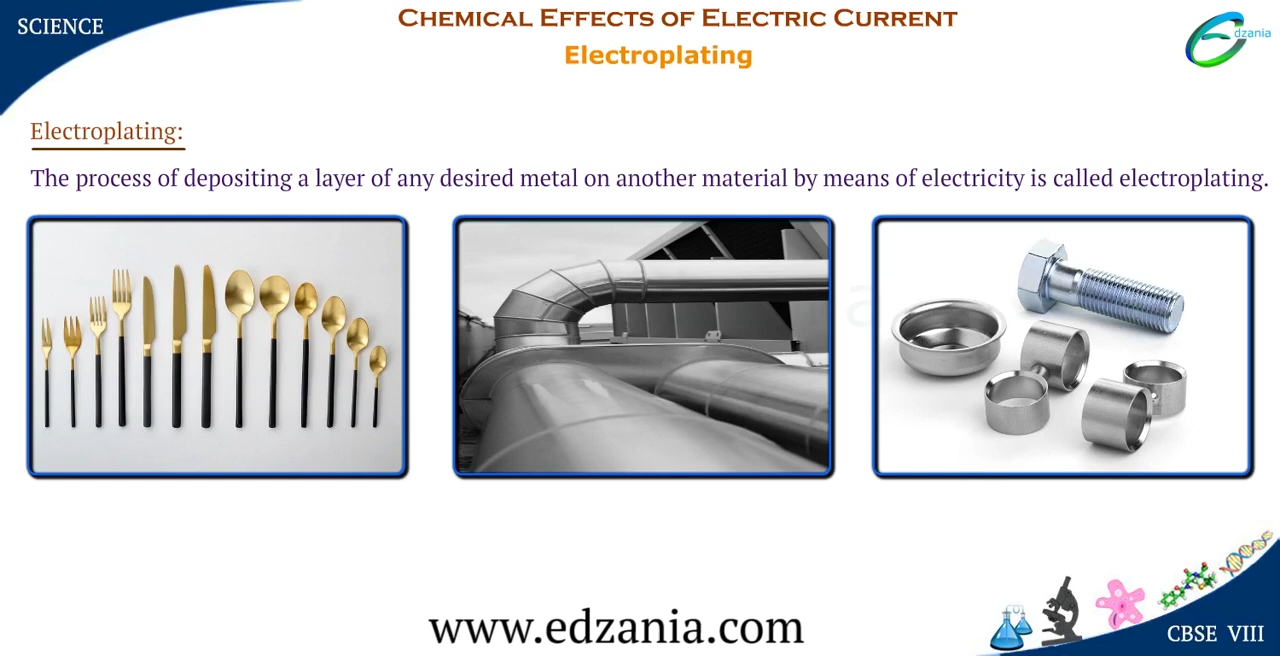 SCIENCE
CHEMICAL EFFECTS OF ELECTRIC CURRENT
Electroplating
edzania
Electroplating:
The process of depositing a layer of any desired metal on another material by means of electricity is called electroplating.
www.edzania.com
CBSE VIII